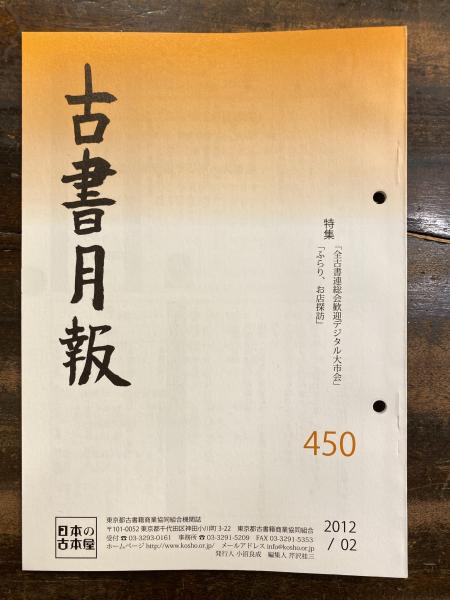 古書月報
特集
「全古書連総会歓迎デジタル大市会」
「ふらり、お店探訪」
450
日本の
古本屋
東京都古書籍商業協同組合機関誌
〒101-0052 東京都千代田区神田小川町 3-22 東京都古書籍商業協同組合
受付 ☎ 03-3293-0161 事務所 ☎ 03-3291-5209 FAX 03-3291-5353
ホームページ http://www.kosho.or.jp/ メールアドレス info@kosho.or.jp
発行人 小沼良成 編集人 芹沢桂三
2012
/ 02